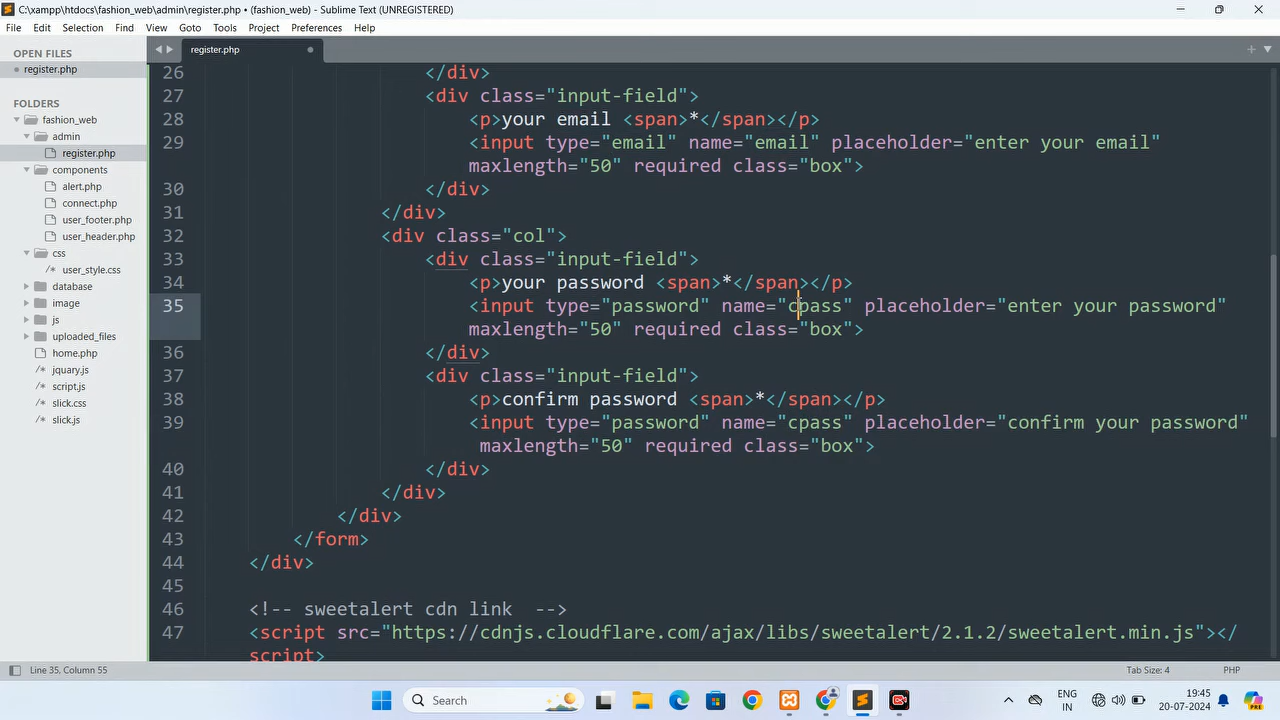 C:\xampp\htdocs\fashion_web\admin\register.php • (fashion_web) - Sublime Text (UNREGISTERED)
File Edit Selection Find View Goto Tools Project Preferences Help
OPEN FILES
register.php
FOLDERS
fashion_web
admin
register.php
components
alert.php
connect.php
user_footer.php
user_header.php
css
user_style.css
database
image
js
uploaded_files
home.php
jquary.js
script.js
slick.css
slick.js
register.php
26 </div>
27 <div class="input-field">
28 <p>your email <span>*</span></p>
29 <input type="email" name="email" placeholder="enter your email"
maxlength="50" required class="box">
30 </div>
31 </div>
32 <div class="col">
33 <div class="input-field">
34 <p>your password <span>*</span></p>
35 <input type="password" name="cpass" placeholder="enter your password"
maxlength="50" required class="box">
36 </div>
37 <div class="input-field">
38 <p>confirm password <span>*</span></p>
39 <input type="password" name="cpass" placeholder="confirm your password"
maxlength="50" required class="box">
40 </div>
41 </div>
42 </div>
43 </form>
44 </div>
45
46 <!-- sweetalert cdn link  -->
47 <script src="https://cdnjs.cloudflare.com/ajax/libs/sweetalert/2.1.2/sweetalert.min.js"></
script>
Line 35, Column 55
Tab Size: 4
PHP
Search
ENG
IN
19:45
20-07-2024
PRE